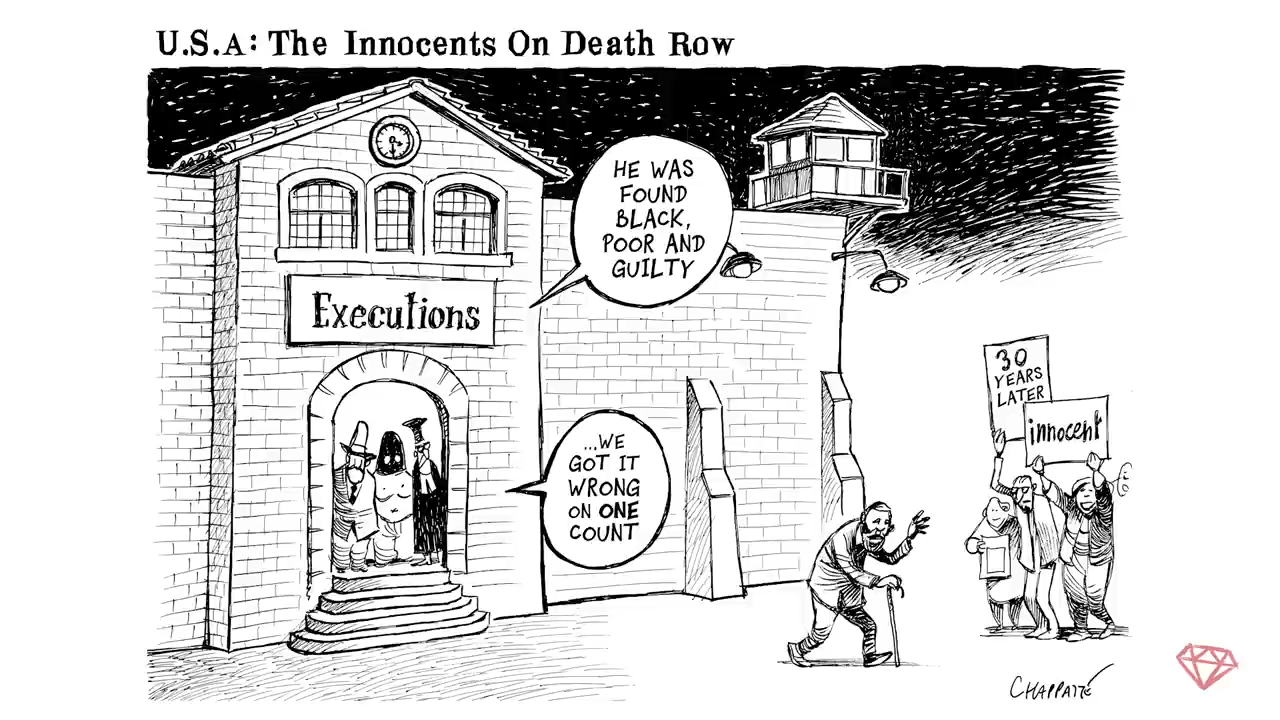 U.S.A: The Innocents On Death Row
HE WAS
FOUND
BLACK,
POOR AND
GUILTY
Executions
...WE
GOT IT
WRONG
ON ONE
COUNT
30
YEARS
LATER
innocent
CHAPPATTÉ